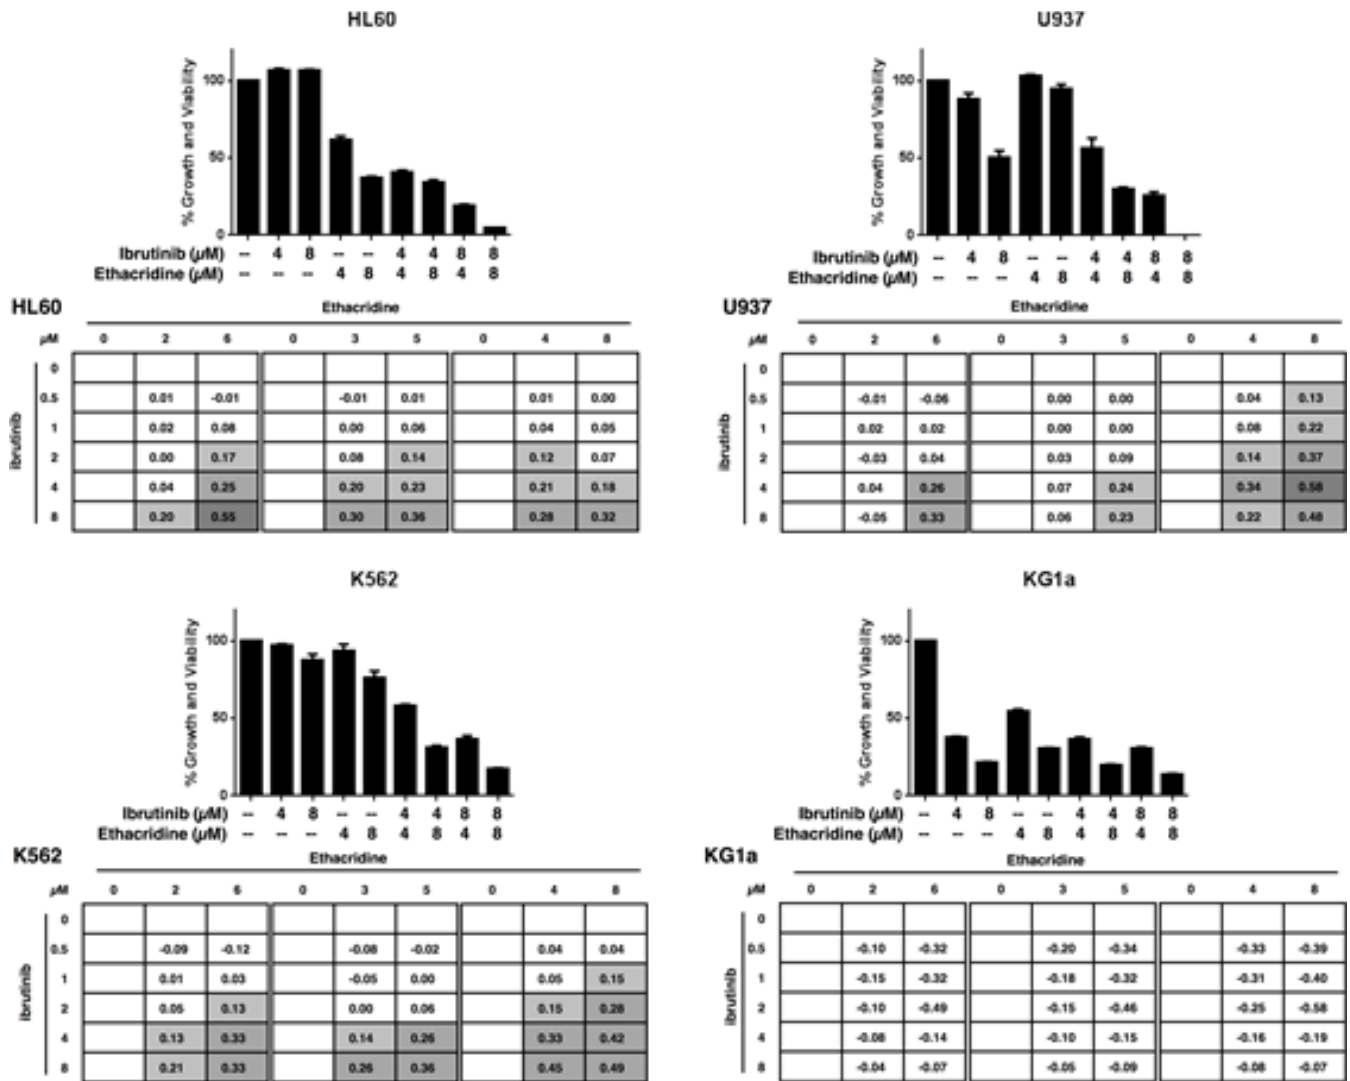 HL60
% Growth and Viability
100
50
0
Ibrutinib (µM) -- 4 8 -- -- 4 4 8 8
Ethacridine (µM) -- -- -- 4 8 4 8 4 8
HL60
Ethacridine
µM 0 2 6 0 3 5 0 4 8
ibrutinib
0
0.5 0.01 -0.01 -0.01 0.01 0.01 0.00
1 0.02 0.08 0.00 0.06 0.04 0.05
2 0.00 0.17 0.08 0.14 0.12 0.07
4 0.04 0.25 0.20 0.23 0.21 0.18
8 0.20 0.55 0.30 0.36 0.28 0.32
U937
% Growth and Viability
100
50
0
Ibrutinib (µM) -- 4 8 -- -- 4 4 8 8
Ethacridine (µM) -- -- -- 4 8 4 8 4 8
U937
Ethacridine
µM 0 2 6 0 3 5 0 4 8
ibrutinib
0
0.5 -0.01 -0.06 0.00 0.00 0.04 0.13
1 0.02 0.02 0.00 0.00 0.08 0.22
2 -0.03 0.04 0.03 0.09 0.14 0.37
4 0.04 0.26 0.07 0.24 0.34 0.58
8 -0.05 0.33 0.06 0.23 0.22 0.48
K562
% Growth and Viability
100
50
0
Ibrutinib (µM) -- 4 8 -- -- 4 4 8 8
Ethacridine (µM) -- -- -- 4 8 4 8 4 8
K562
Ethacridine
µM 0 2 6 0 3 5 0 4 8
ibrutinib
0
0.5 -0.09 -0.12 -0.08 -0.02 0.04 0.04
1 0.01 0.03 -0.05 0.00 0.05 0.15
2 0.05 0.13 0.00 0.06 0.15 0.28
4 0.13 0.33 0.14 0.26 0.33 0.42
8 0.21 0.33 0.26 0.36 0.45 0.49
KG1a
% Growth and Viability
100
50
0
Ibrutinib (µM) -- 4 8 -- -- 4 4 8 8
Ethacridine (µM) -- -- -- 4 8 4 8 4 8
KG1a
Ethacridine
µM 0 2 6 0 3 5 0 4 8
ibrutinib
0
0.5 -0.10 -0.32 -0.20 -0.34 -0.33 -0.39
1 -0.15 -0.32 -0.18 -0.32 -0.31 -0.40
2 -0.10 -0.49 -0.15 -0.46 -0.25 -0.58
4 -0.08 -0.14 -0.10 -0.15 -0.16 -0.19
8 -0.04 -0.07 -0.05 -0.09 -0.08 -0.07